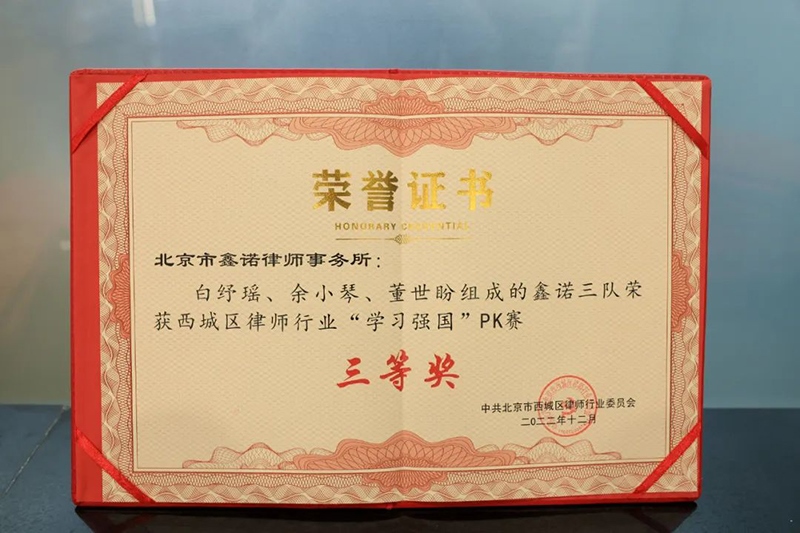 荣誉证书
HONORARY CREDENTIAL
北京市鑫诺律师事务所：
白纾瑶、余小琴、董世盼组成的鑫诺三队荣
获西城区律师行业“学习强国”PK赛
三等奖
中共北京市西城区律师行业委员会
二〇二二年十二月